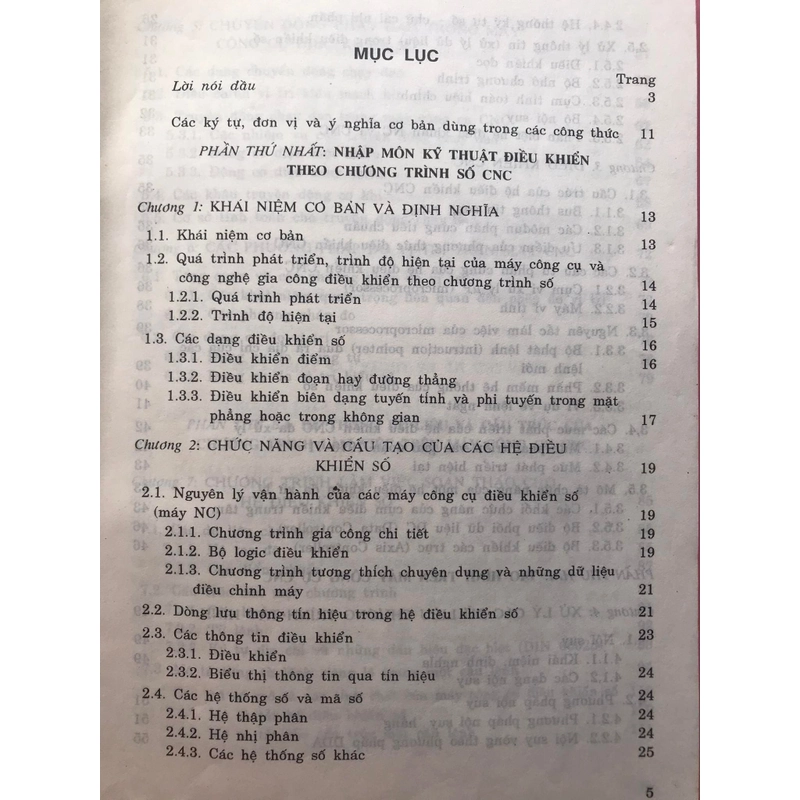 MỤC LỤC
Trang
Lời nói đầu 3
Các ký tự, đơn vị và ý nghĩa cơ bản dùng trong các công thức 11
PHẦN THỨ NHẤT: NHẬP MÔN KỸ THUẬT ĐIỀU KHIỂN
THEO CHƯƠNG TRÌNH SỐ CNC
Chương 1: KHÁI NIỆM CƠ BẢN VÀ ĐỊNH NGHĨA 13
1.1. Khái niệm cơ bản 13
1.2. Quá trình phát triển, trình độ hiện tại của máy công cụ và
công nghệ gia công điều khiển theo chương trình số 14
1.2.1. Quá trình phát triển 14
1.2.2. Trình độ hiện tại 15
1.3. Các dạng điều khiển số 16
1.3.1. Điều khiển điểm 16
1.3.2. Điều khiển đoạn hay đường thẳng
1.3.3. Điều khiển biên dạng tuyến tính và phi tuyến trong mặt
phẳng hoặc trong không gian 17
Chương 2: CHỨC NĂNG VÀ CẤU TẠO CỦA CÁC HỆ ĐIỀU
KHIỂN SỐ 19
2.1. Nguyên lý vận hành của các máy công cụ điều khiển số
(máy NC) 19
2.1.1. Chương trình gia công chi tiết 19
2.1.2. Bộ logic điều khiển 19
2.1.3. Chương trình tương thích chuyên dụng và những dữ liệu
điều chỉnh máy 21
2.2. Dòng lưu thông tín hiệu trong hệ điều khiển số 21
2.3. Các thông tin điều khiển 23
2.3.1. Điều khiển
2.3.2. Biểu thị thông tin qua tín hiệu 24
2.4. Các hệ thống số và mã số 24
2.4.1. Hệ thập phân 24
2.4.2. Hệ nhị phân 24
2.4.3. Các hệ thống số khác 25
5